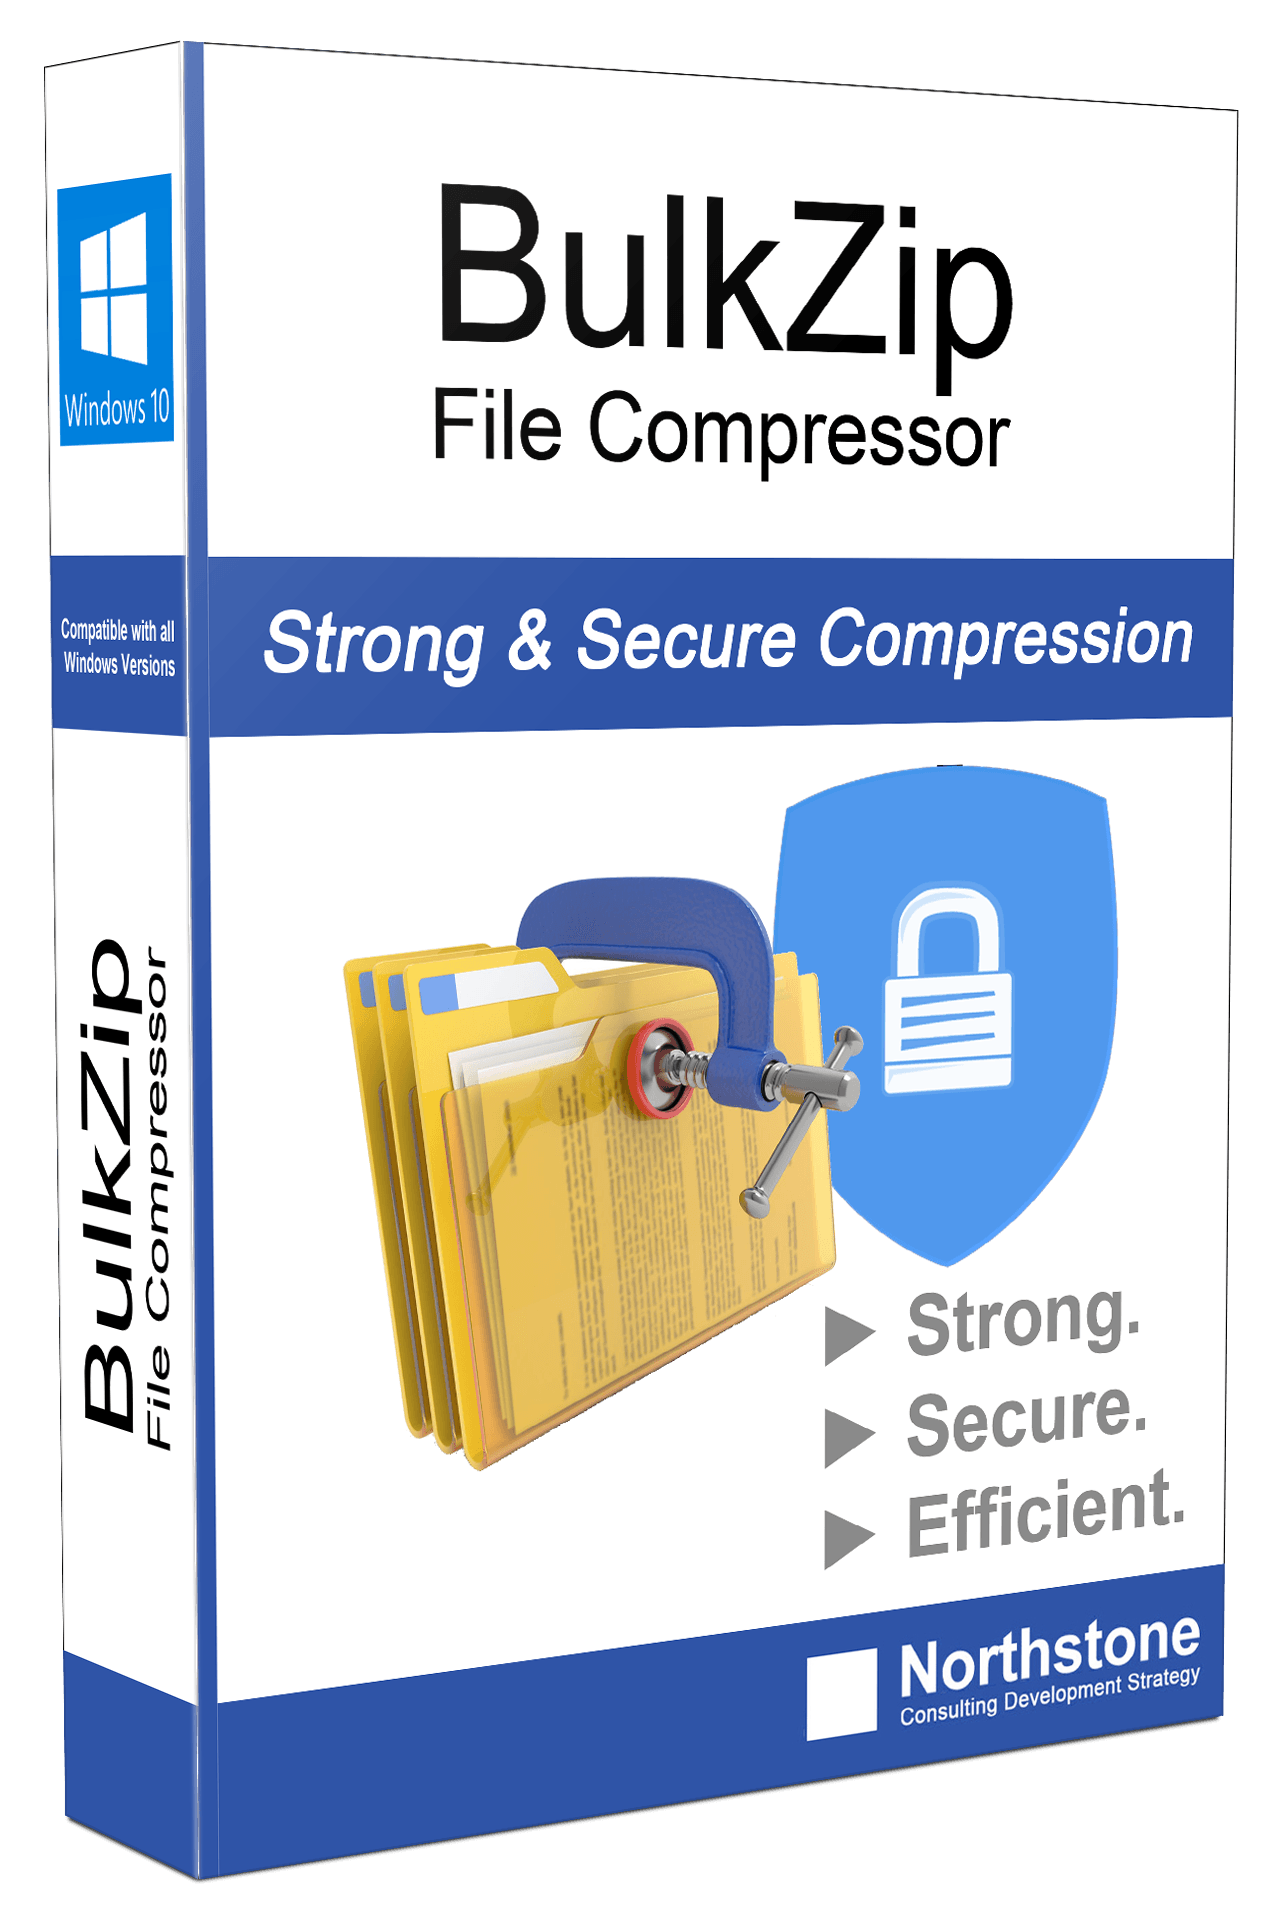 BulkZip
File Compressor
Strong & Secure Compression
Strong.
Secure.
Efficient.
Northstone
Consulting Development Strategy
Windows 10
Compatible with all
Windows Versions
BulkZip
File Compressor